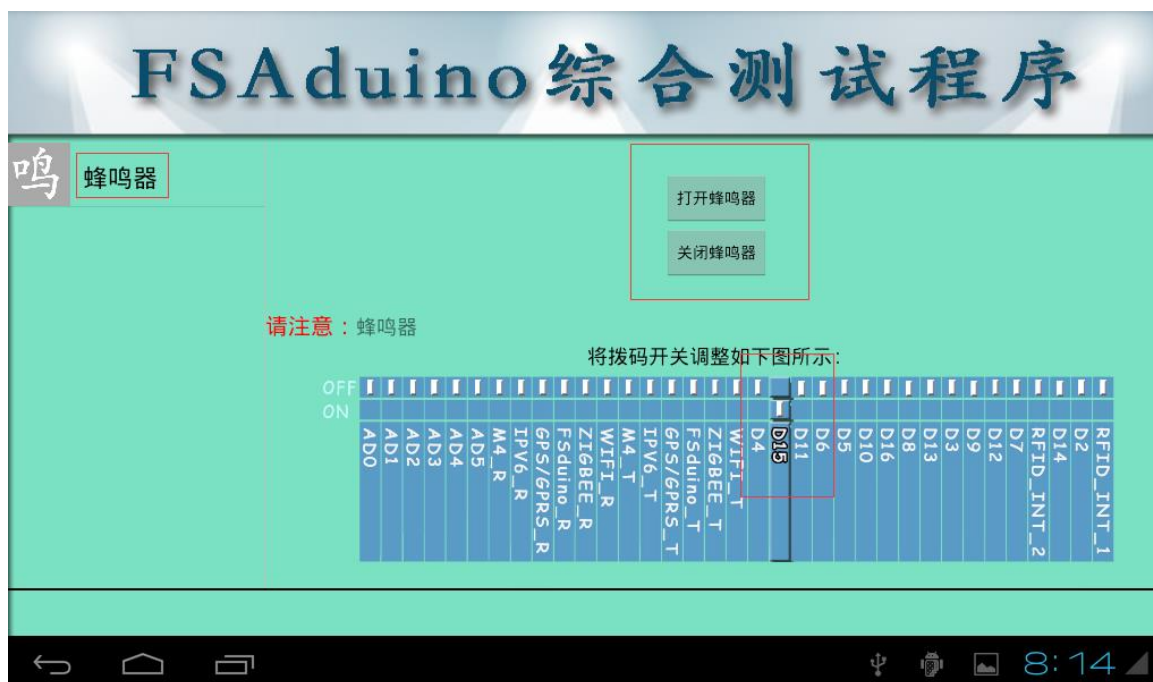 FSAduino综合测试程序
鸣 蜂鸣器
打开蜂鸣器
关闭蜂鸣器
请注意：蜂鸣器
将拨码开关调整如下图所示:
OFF
ON
AD0
AD1
AD2
AD3
AD4
AD5
M4_R
IPV6_R
GPS/GPRS_R
FSduino_R
ZIGBEE_R
WIFI_R
M4_T
IPV6_T
GPS/GPRS_T
FSduino_T
ZIGBEE_T
WIFI_T
D4
D15
D11
D6
D5
D10
D16
D8
D13
D3
D9
D12
D7
RFID_INT_2
D14
D2
RFID_INT_1
8:14